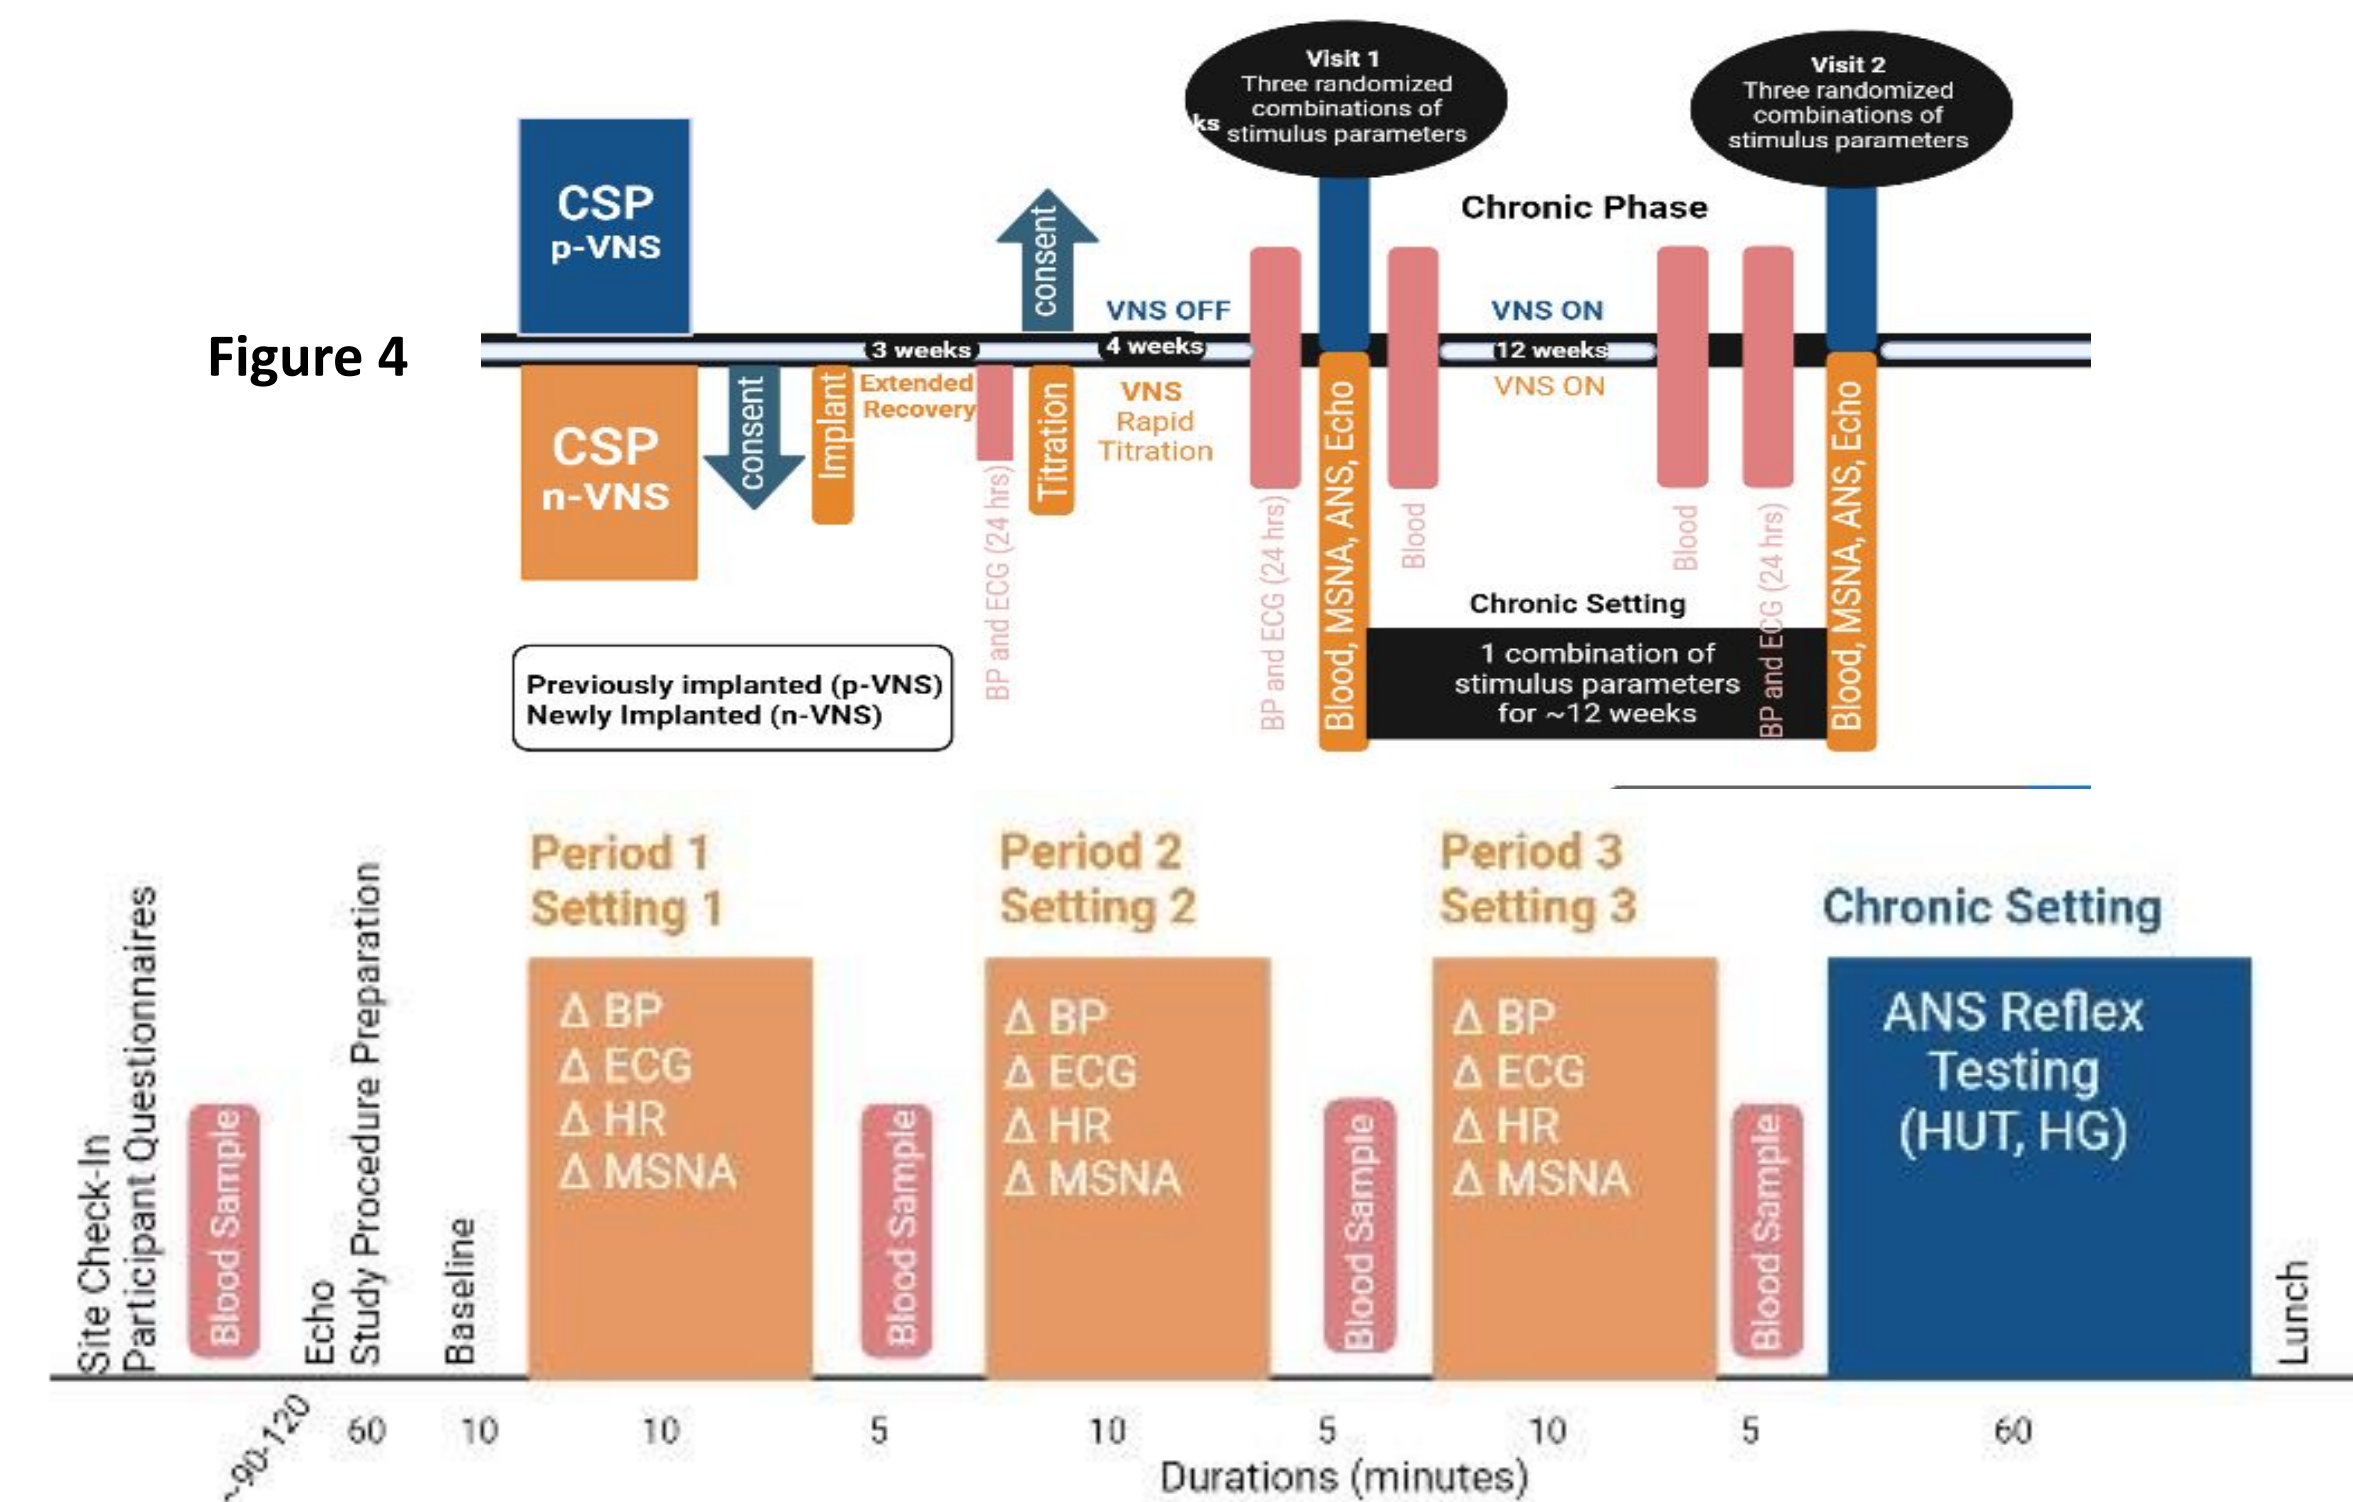 Figure 4
CSP
p-VNS
CSP
n-VNS
consent
Implant
3 weeks
Extended
Recovery
BP and ECG (24 hrs)
consent
Titration
VNS OFF
4 weeks
VNS
Rapid
Titration
BP and ECG (24 hrs)
Visit 1
Three randomized
combinations of
ks
stimulus parameters
Blood, MSNA, ANS, Echo
Blood
Chronic Phase
VNS ON
12 weeks
VNS ON
Chronic Setting
1 combination of
stimulus parameters
for ~12 weeks
Blood
BP and ECG (24 hrs)
Visit 2
Three randomized
combinations of
stimulus parameters
Blood, MSNA, ANS, Echo
Previously implanted (p-VNS)
Newly Implanted (n-VNS)
Site Check-In
Participant Questionnaires
Blood Sample
Echo
Study Procedure Preparation
Baseline
Period 1
Setting 1
Δ BP
Δ ECG
Δ HR
Δ MSNA
Blood Sample
Period 2
Setting 2
Δ BP
Δ ECG
Δ HR
Δ MSNA
Blood Sample
Period 3
Setting 3
Δ BP
Δ ECG
Δ HR
Δ MSNA
Blood Sample
Chronic Setting
ANS Reflex
Testing
(HUT, HG)
Lunch
~90-120
60
10
10
5
10
5
10
5
60
Durations (minutes)